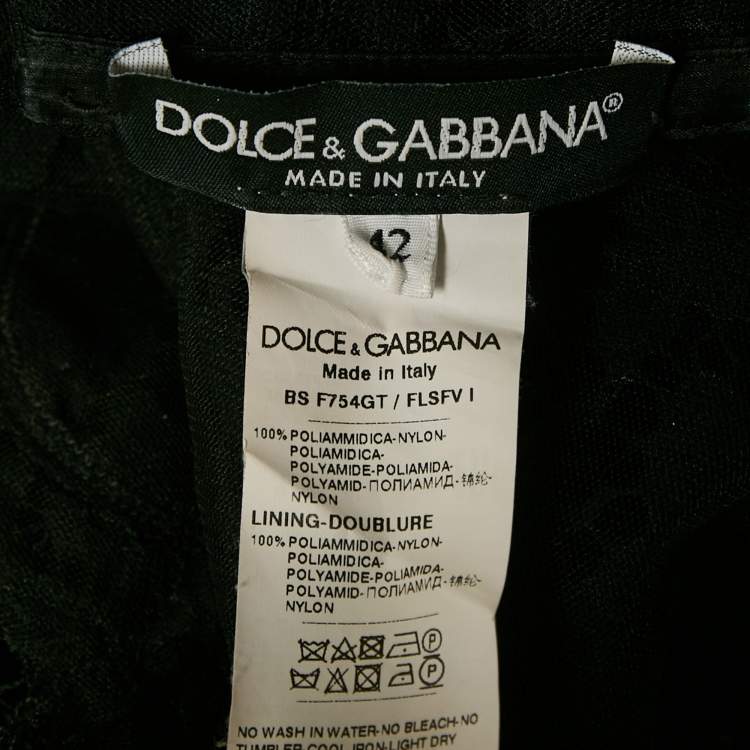 DOLCE & GABBANA®
MADE IN ITALY
42
DOLCE & GABBANA
Made in Italy
BS F754GT / FLSFV I
100% POLIAMMIDICA-NYLON-
POLIAMIDICA-
POLYAMIDE-POLIAMIDA-
POLYAMID-ПОЛИАМИД-锦纶-
NYLON
LINING-DOUBLURE
100% POLIAMMIDICA-NYLON-
POLIAMIDICA-
POLYAMIDE-POLIAMIDA-
POLYAMID-ПОЛИАМИД-锦纶-
NYLON
P
P
NO WASH IN WATER-NO BLEACH-NO
TUMBLER-COOL IRON-LIGHT DRY